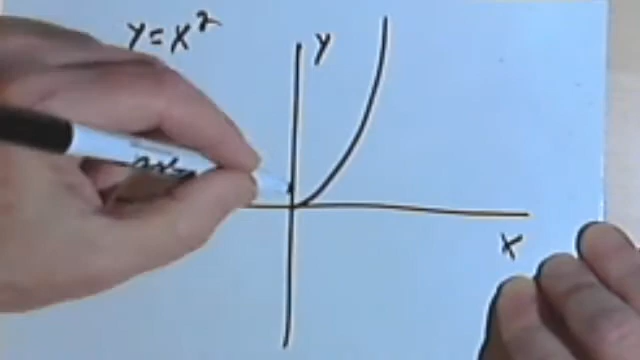 y = x²
y
x